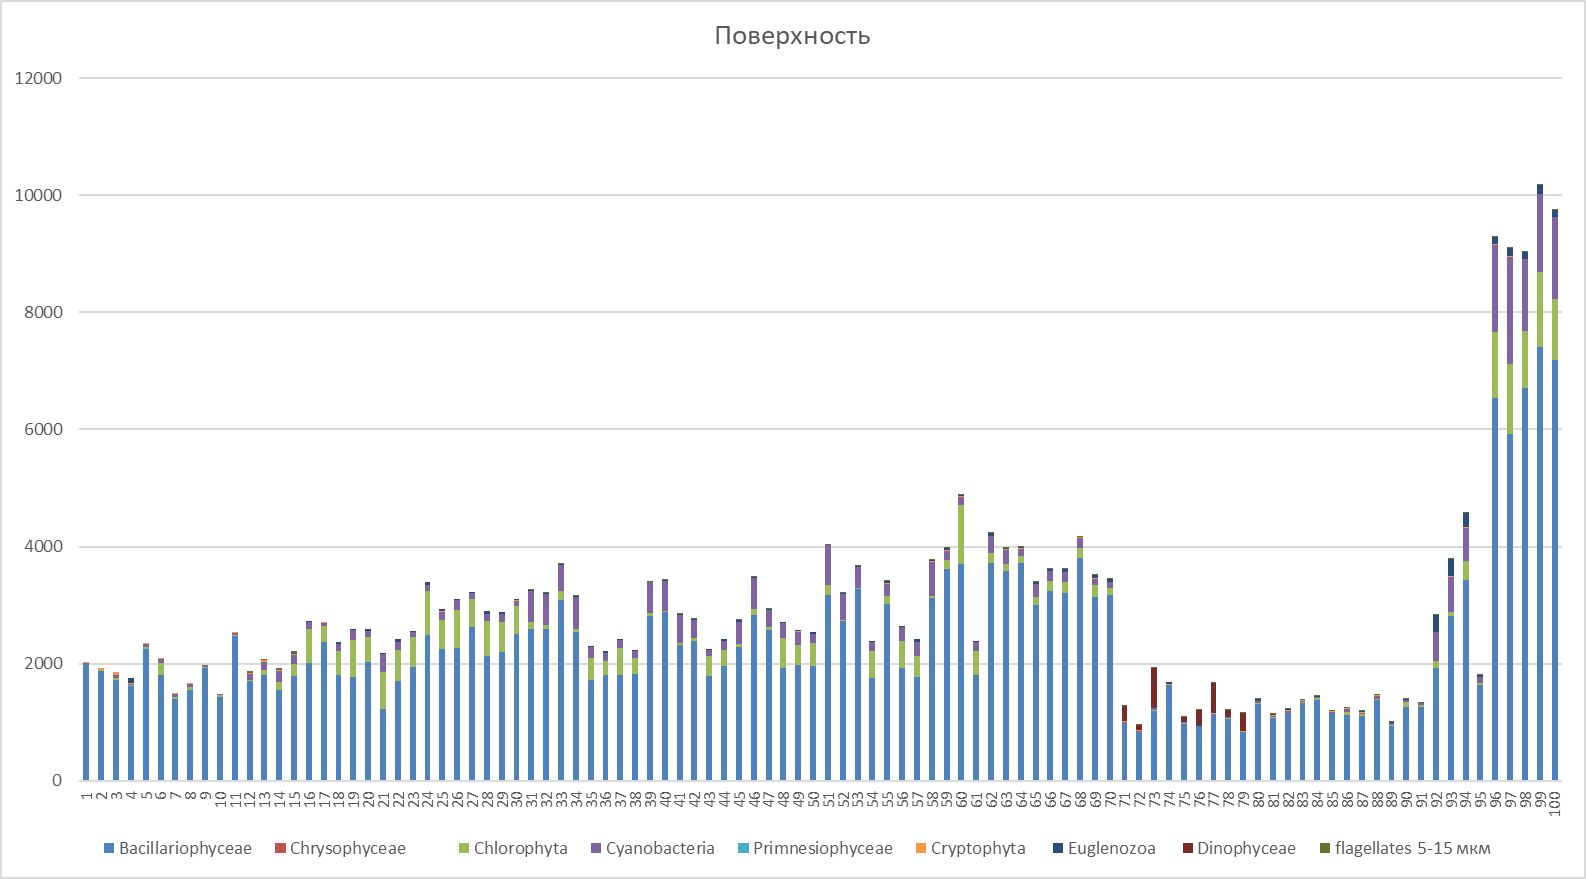 Поверхность
12000
10000
8000
6000
4000
2000
0
1 2 3 4 5 6 7 8 9 10 11 12 13 14 15 16 17 18 19 20 21 22 23 24 25 26 27 28 29 30 31 32 33 34 35 36 37 38 39 40 41 42 43 44 45 46 47 48 49 50 51 52 53 54 55 56 57 58 59 60 61 62 63 64 65 66 67 68 69 70 71 72 73 74 75 76 77 78 79 80 81 82 83 84 85 86 87 88 89 90 91 92 93 94 95 96 97 98 99 100
Bacillariophyceae Chrysophyceae Chlorophyta Cyanobacteria Primnesiophyceae Cryptophyta Euglenozoa Dinophyceae flagellates 5-15 мкм